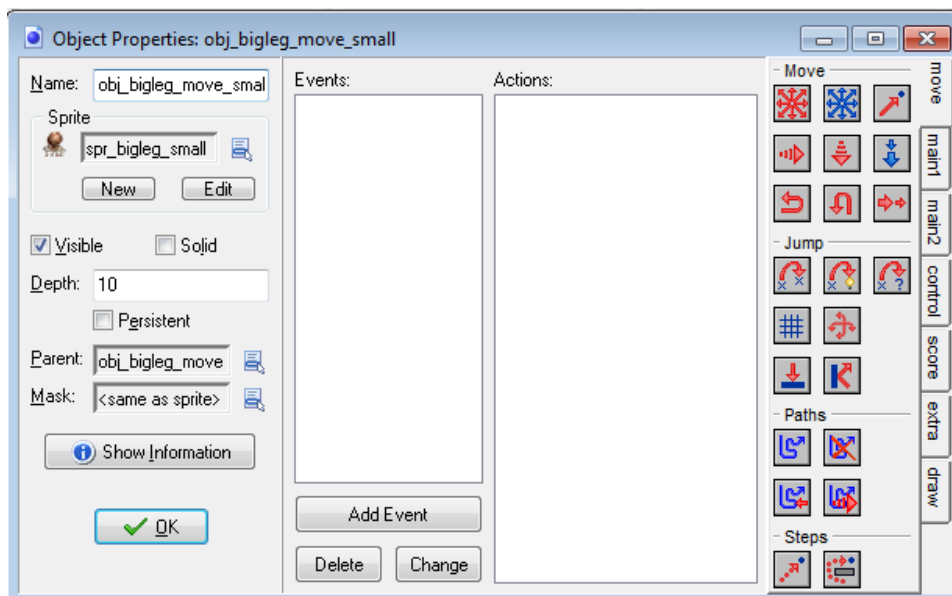 Object Properties: obj_bigleg_move_small
Name: obj_bigleg_move_smal
Sprite
spr_bigleg_small
New Edit
Visible Solid
Depth: 10
Persistent
Parent: obj_bigleg_move
Mask: <same as sprite>
Show Information
OK
Events:
Add Event
Delete Change
Actions:
Move
Jump
Paths
Steps
move
main1
main2
control
score
extra
draw